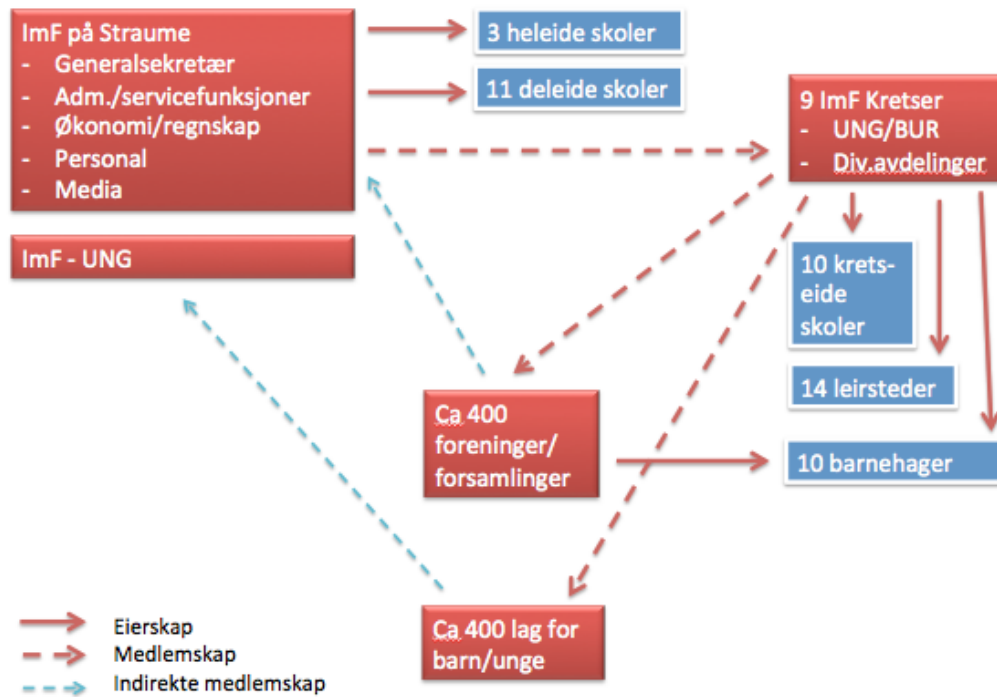 ImF på Straume
- Generalsekretær
- Adm./servicefunksjoner
- Økonomi/regnskap
- Personal
- Media
ImF - UNG
3 heleide skoler
11 deleide skoler
9 ImF Kretser
- UNG/BUR
- Div.avdelinger
10 krets-
eide
skoler
14 leirsteder
10 barnehager
Ca 400
foreninger/
forsamlinger
Ca 400 lag for
barn/unge
Eierskap
Medlemskap
Indirekte medlemskap